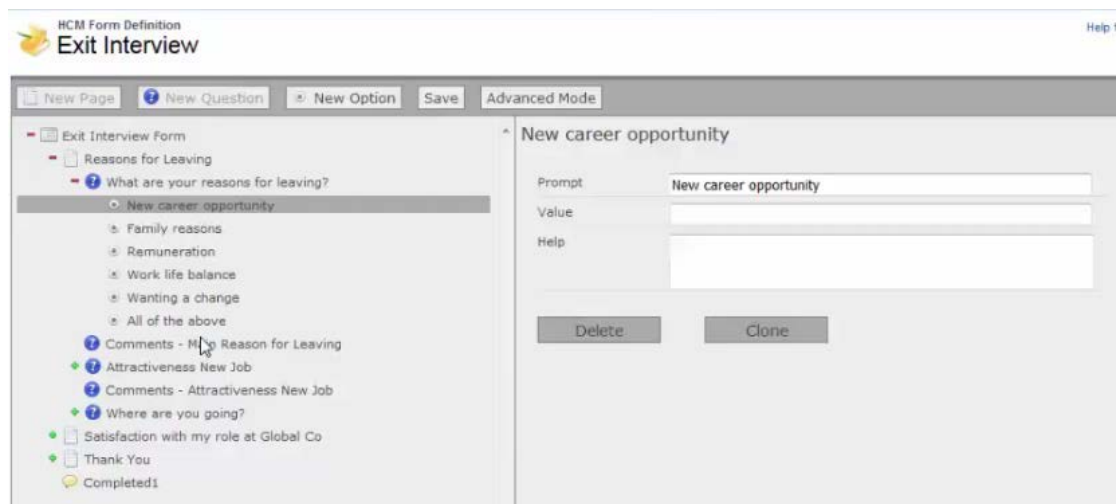 HCM Form Definition
Exit Interview
Help
New Page
New Question
New Option
Save
Advanced Mode
Exit Interview Form
Reasons for Leaving
What are your reasons for leaving?
New career opportunity
Family reasons
Remuneration
Work life balance
Wanting a change
All of the above
Comments - Main Reason for Leaving
Attractiveness New Job
Comments - Attractiveness New Job
Where are you going?
Satisfaction with my role at Global Co
Thank You
Completed1
New career opportunity
Prompt
New career opportunity
Value
Help
Delete
Clone